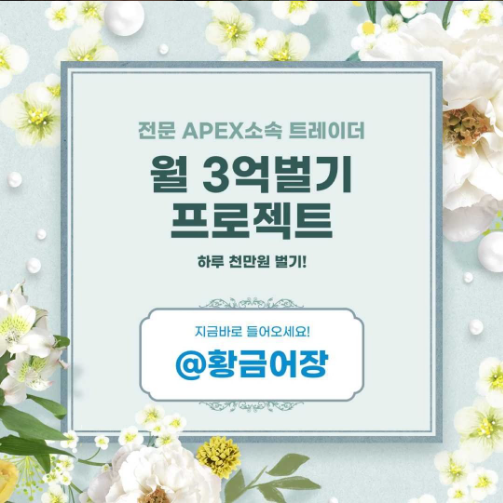 전문 APEX소속 트레이더
월 3억벌기
프로젝트
하루 천만원 벌기!
지금바로 들어오세요!
@황금어장